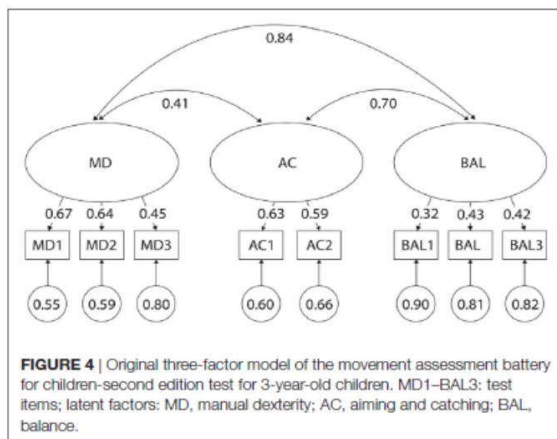 0.84
0.41
0.70
MD
AC
BAL
0.67 0.64 0.45 0.63 0.59 0.32 0.43 0.42
MD1 MD2 MD3 AC1 AC2 BAL1 BAL BAL3
0.55 0.59 0.80 0.60 0.66 0.90 0.81 0.82
FIGURE 4 | Original three-factor model of the movement assessment battery
for children-second edition test for 3-year-old children. MD1–BAL3: test
items; latent factors: MD, manual dexterity; AC, aiming and catching; BAL,
balance.